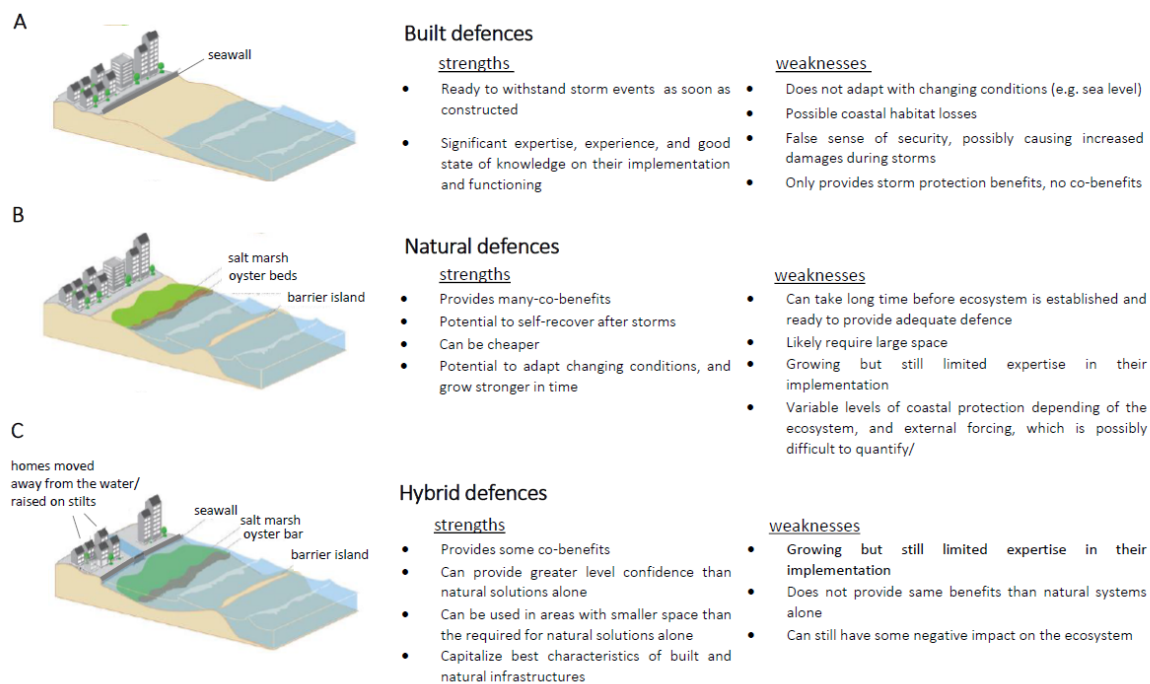 A
seawall
Built defences
strengths
Ready to withstand storm events as soon as
constructed
Significant expertise, experience, and good
state of knowledge on their implementation
and functioning
weaknesses
Does not adapt with changing conditions (e.g. sea level)
Possible coastal habitat losses
False sense of security, possibly causing increased
damages during storms
Only provides storm protection benefits, no co-benefits
B
salt marsh
oyster beds
barrier island
Natural defences
strengths
Provides many-co-benefits
Potential to self-recover after storms
Can be cheaper
Potential to adapt changing conditions, and
grow stronger in time
weaknesses
Can take long time before ecosystem is established and
ready to provide adequate defence
Likely require large space
Growing but still limited expertise in their
implementation
Variable levels of coastal protection depending of the
ecosystem, and external forcing, which is possibly
difficult to quantify/
C
homes moved
away from the water/
raised on stilts
seawall
salt marsh
oyster bar
barrier island
Hybrid defences
strengths
Provides some co-benefits
Can provide greater level confidence than
natural solutions alone
Can be used in areas with smaller space than
the required for natural solutions alone
Capitalize best characteristics of built and
natural infrastructures
weaknesses
Growing but still limited expertise in their
implementation
Does not provide same benefits than natural systems
alone
Can still have some negative impact on the ecosystem